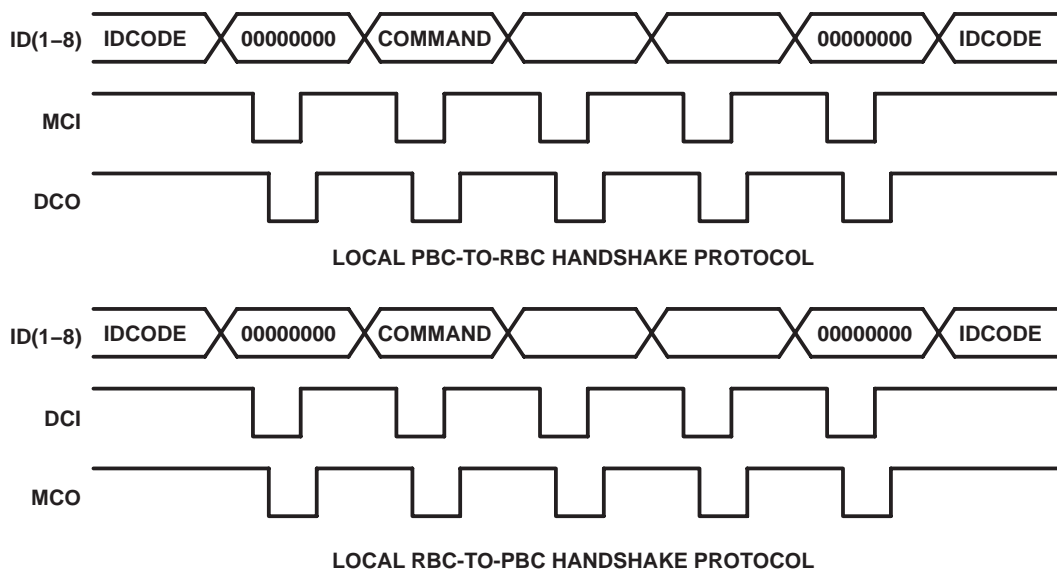 ID(1–8) IDCODE 00000000 COMMAND 00000000 IDCODE
MCI
DCO
LOCAL PBC-TO-RBC HANDSHAKE PROTOCOL
ID(1–8) IDCODE 00000000 COMMAND 00000000 IDCODE
DCI
MCO
LOCAL RBC-TO-PBC HANDSHAKE PROTOCOL